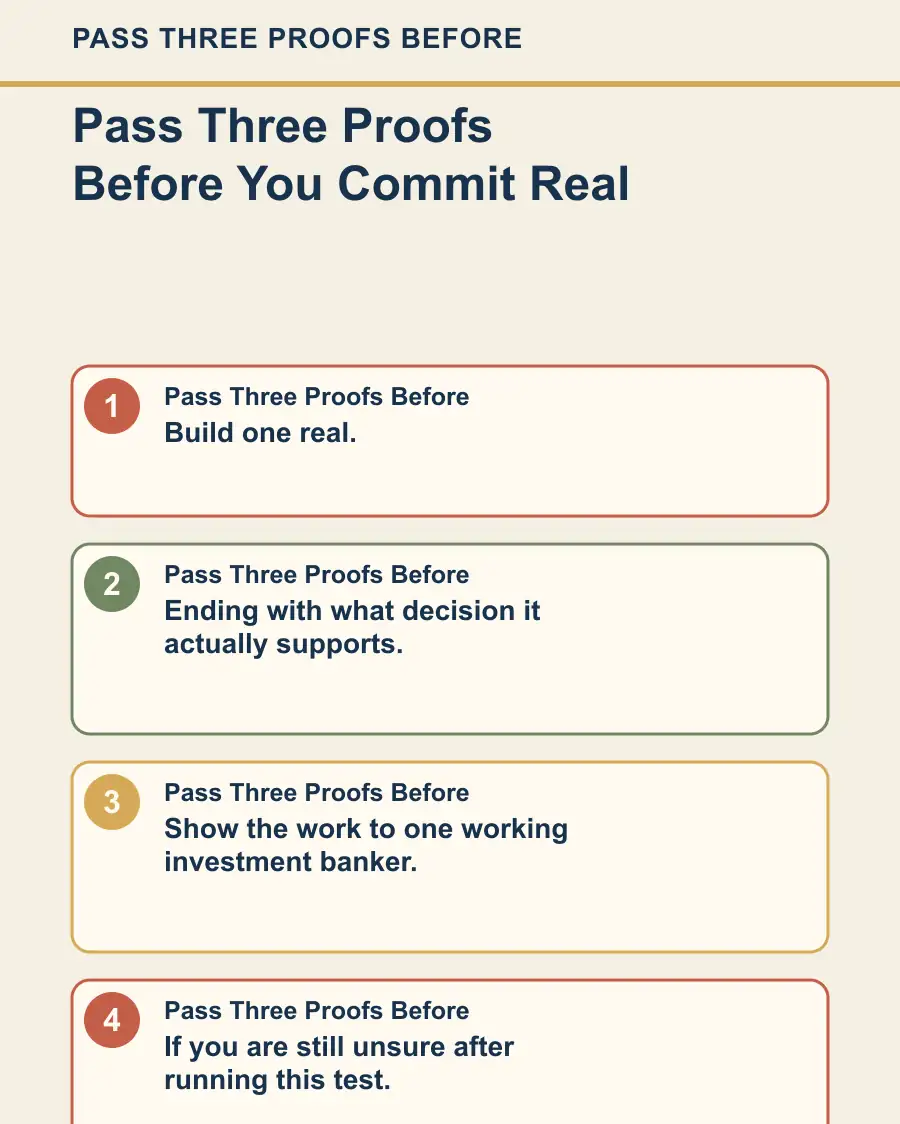 PASS THREE PROOFS BEFORE
Pass Three Proofs
Before You Commit Real
1
Pass Three Proofs Before
Build one real.
2
Pass Three Proofs Before
Ending with what decision it
actually supports.
3
Pass Three Proofs Before
Show the work to one working
investment banker.
4
Pass Three Proofs Before
If you are still unsure after
running this test.